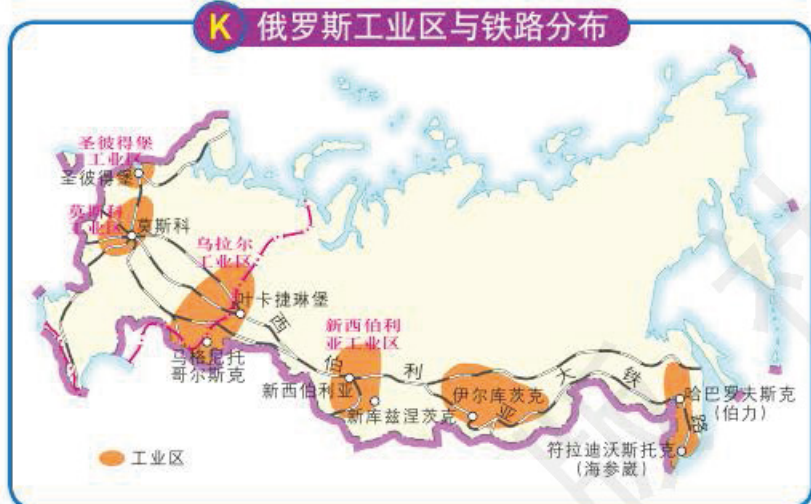 K 俄罗斯工业区与铁路分布
圣彼得堡
工业区
圣彼得堡
莫斯科
工业区
莫斯科
乌拉尔
工业区
叶卡捷琳堡
马格尼托
哥尔斯克
新西伯利
亚工业区
新西伯利亚
新库兹涅茨克
伊尔库茨克
西伯利亚大铁路
哈巴罗夫斯克
(伯力)
符拉迪沃斯托克
(海参崴)
工业区